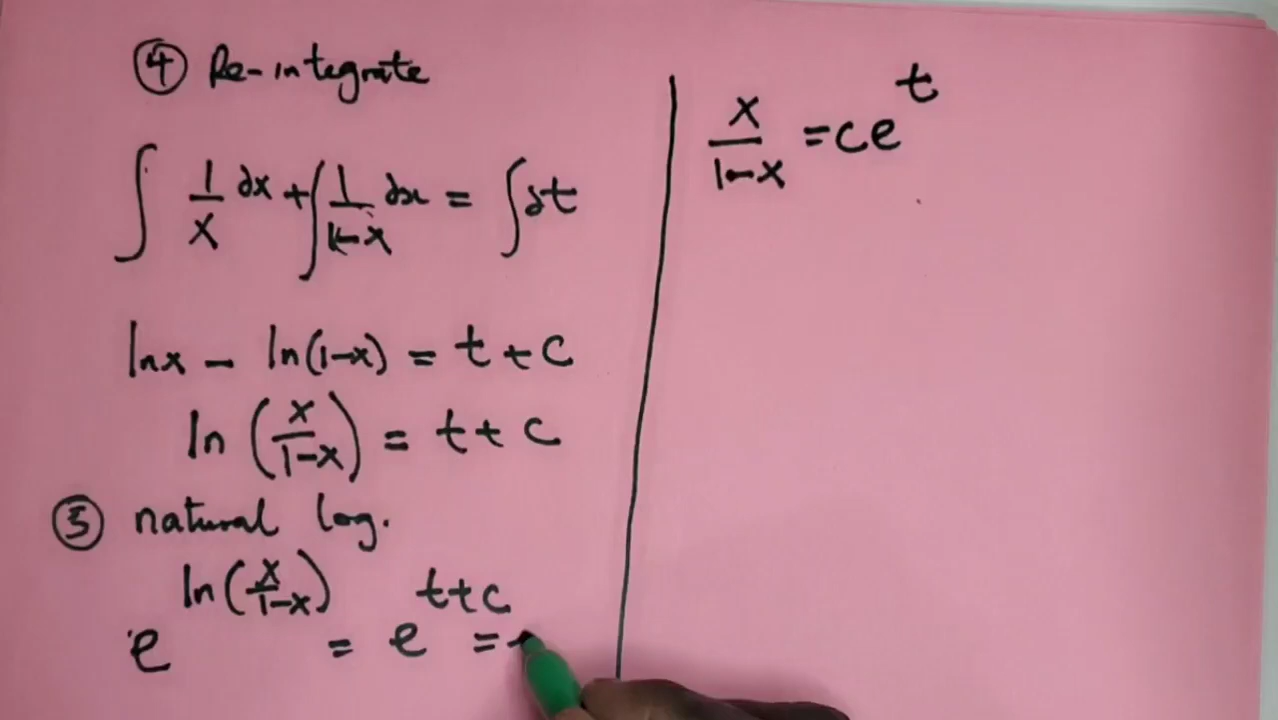 ④ Re-integrate
∫ 1/x dx + ∫ 1/(1-x) dx = ∫ dt
ln x - ln(1-x) = t + c
ln (x/(1-x)) = t + c
⑤ natural log.
e^(ln(x/(1-x))) = e^(t+c) =
x/(1-x) = ce^t